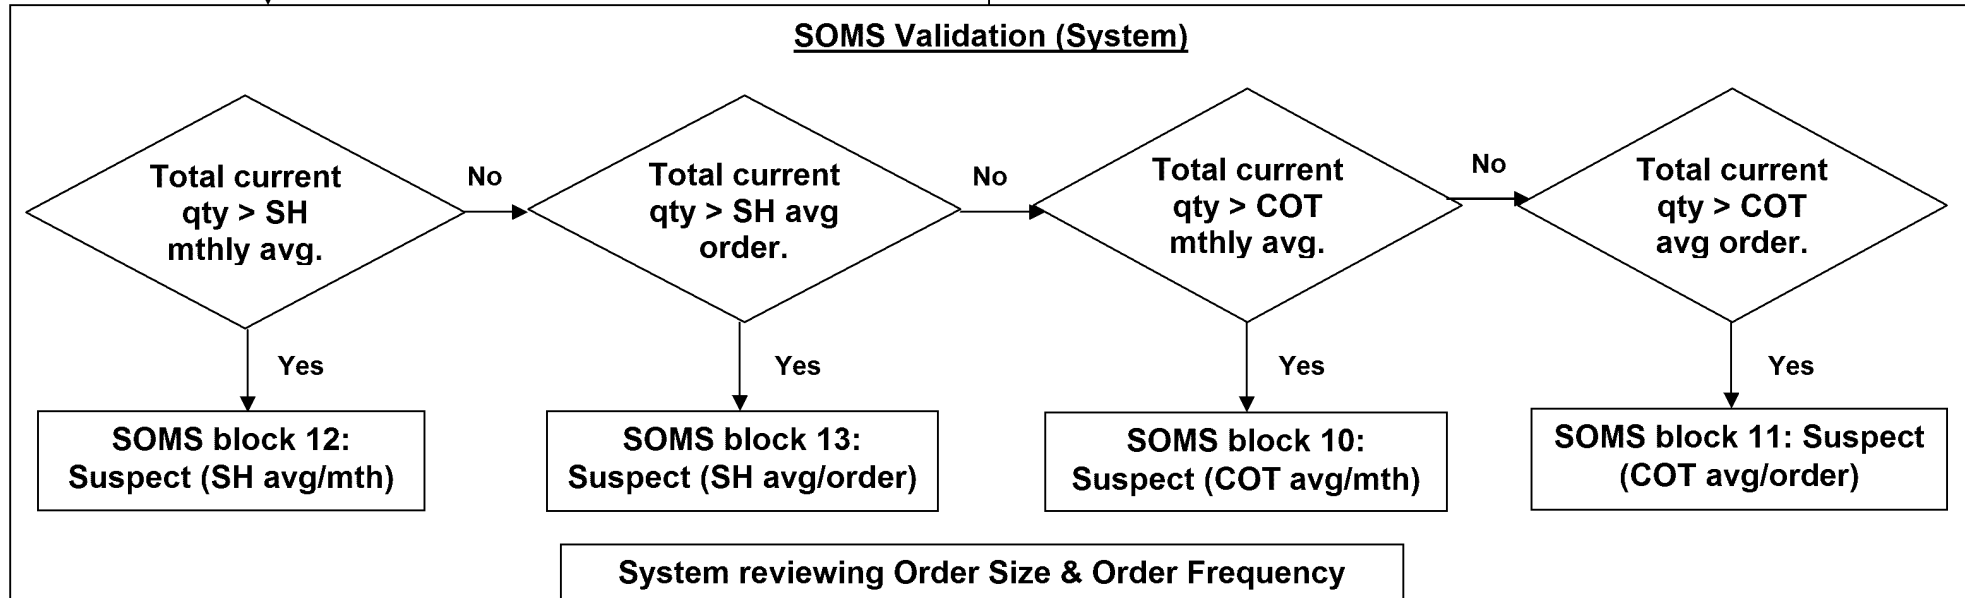 SOMS Validation (System)
Total current
qty > SH
mthly avg.
No
Total current
qty > SH avg
order.
No
Total current
qty > COT
mthly avg.
No
Total current
qty > COT
avg order.
Yes
Yes
Yes
Yes
SOMS block 12:
Suspect (SH avg/mth)
SOMS block 13:
Suspect (SH avg/order)
SOMS block 10:
Suspect (COT avg/mth)
SOMS block 11: Suspect
(COT avg/order)
System reviewing Order Size & Order Frequency